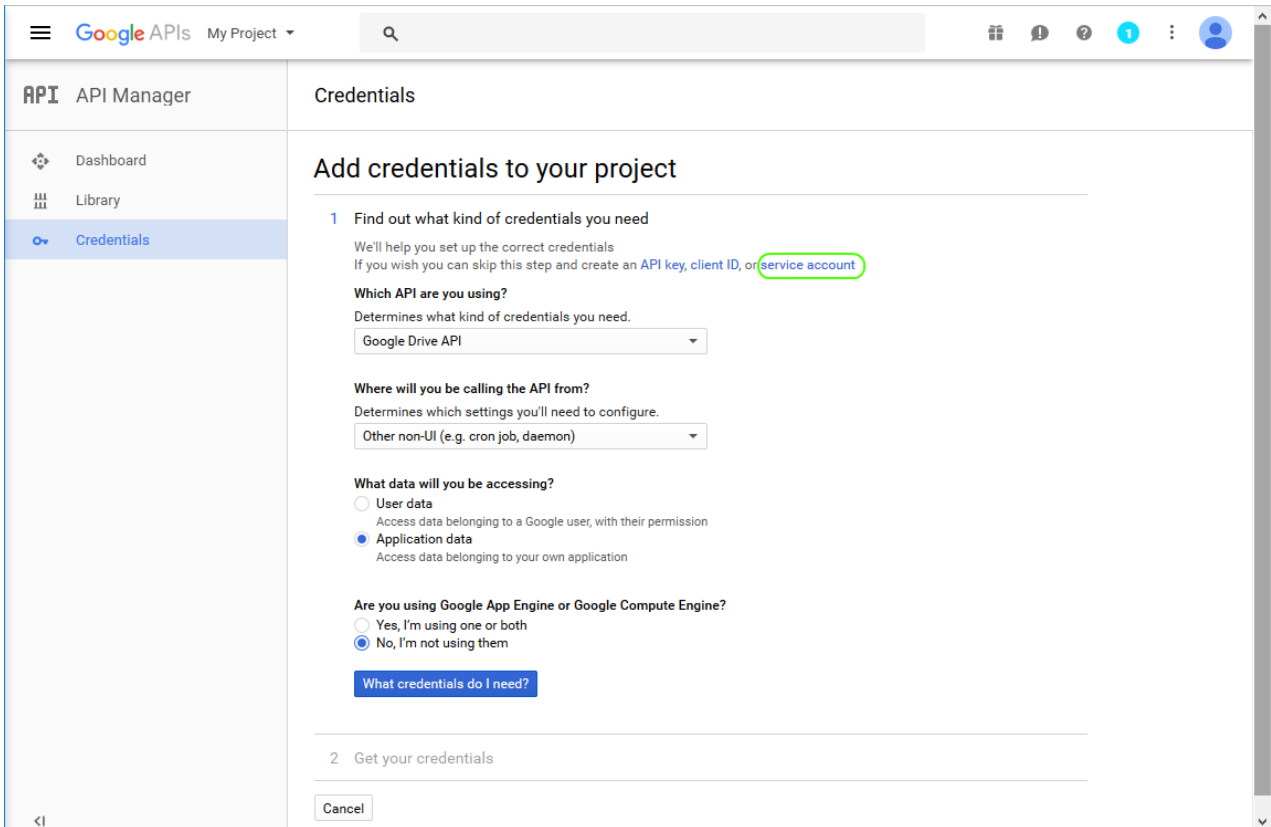 Google APIs My Project
1
API API Manager
Credentials
Dashboard
Library
Credentials
Add credentials to your project
1 Find out what kind of credentials you need
We'll help you set up the correct credentials
If you wish you can skip this step and create an API key, client ID, or service account
Which API are you using?
Determines what kind of credentials you need.
Google Drive API
Where will you be calling the API from?
Determines which settings you'll need to configure.
Other non-UI (e.g. cron job, daemon)
What data will you be accessing?
User data
Access data belonging to a Google user, with their permission
Application data
Access data belonging to your own application
Are you using Google App Engine or Google Compute Engine?
Yes, I'm using one or both
No, I'm not using them
What credentials do I need?
2 Get your credentials
Cancel